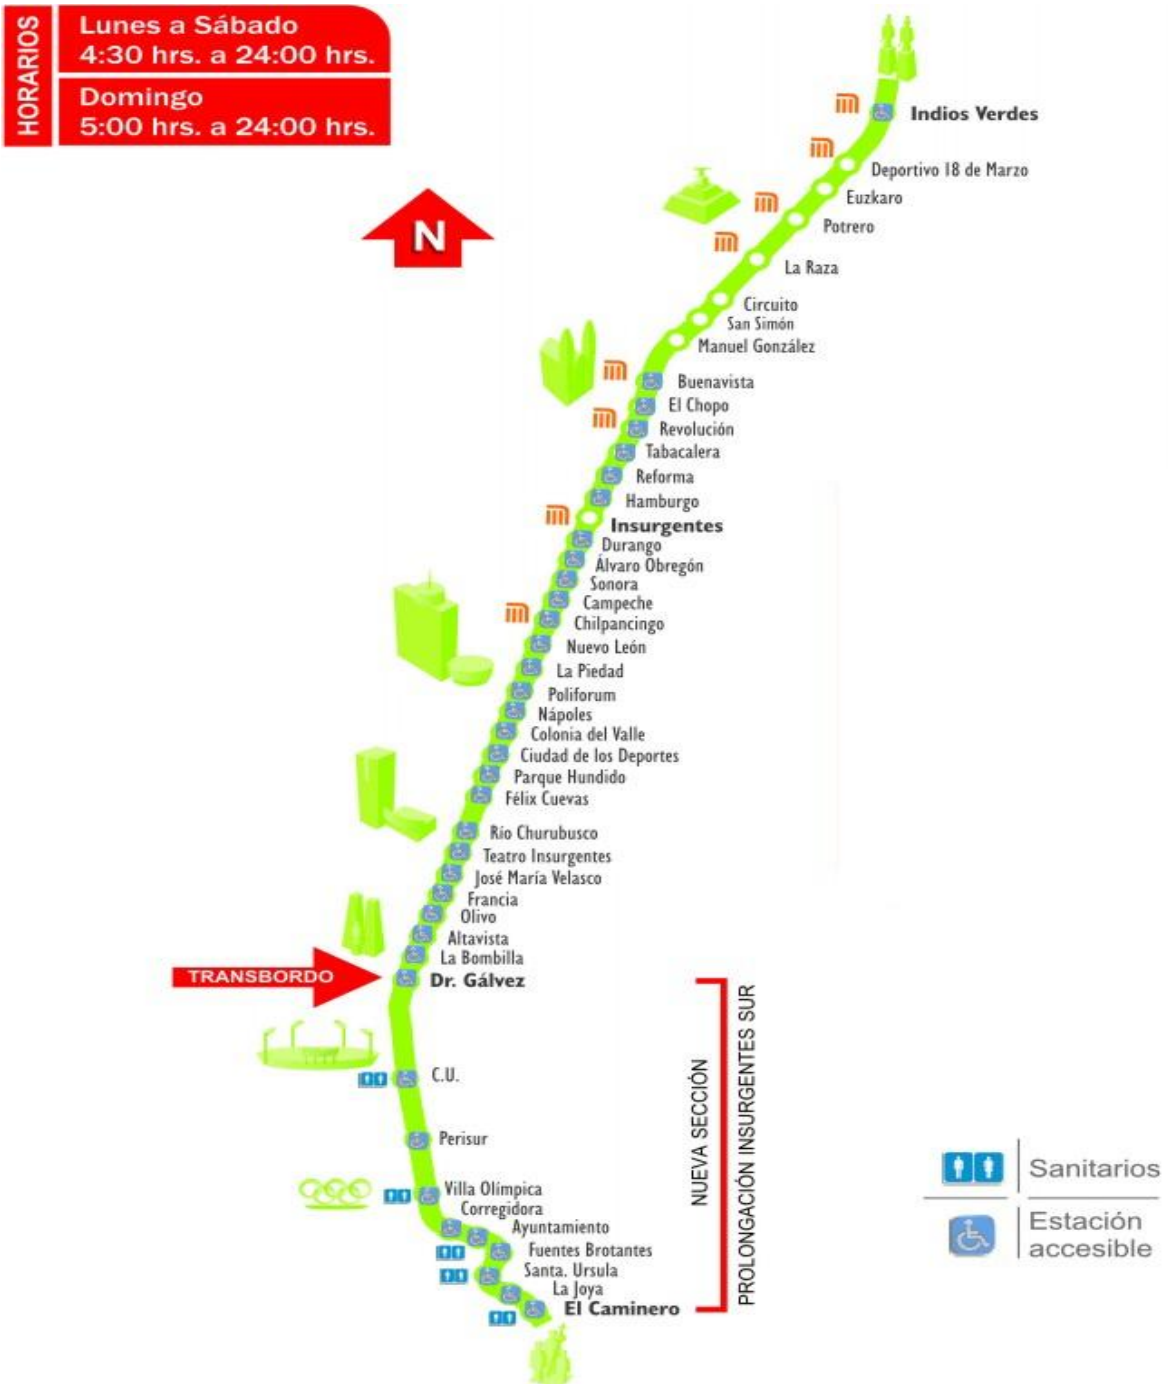 HORARIOS
Lunes a Sábado
4:30 hrs. a 24:00 hrs.
Domingo
5:00 hrs. a 24:00 hrs.
N
Indios Verdes
Deportivo 18 de Marzo
Euzkaro
Potrero
La Raza
Circuito
San Simón
Manuel González
Buenavista
El Chopo
Revolución
Tabacalera
Reforma
Hamburgo
Insurgentes
Durango
Álvaro Obregón
Sonora
Campeche
Chilpancingo
Nuevo León
La Piedad
Poliforum
Nápoles
Colonia del Valle
Ciudad de los Deportes
Parque Hundido
Félix Cuevas
Río Churubusco
Teatro Insurgentes
José María Velasco
Francia
Olivo
Altavista
La Bombilla
TRANSBORDO
Dr. Gálvez
C.U.
Perisur
Villa Olímpica
Corregidora
Ayuntamiento
Fuentes Brotantes
Santa. Ursula
La Joya
El Caminero
NUEVA SECCIÓN
PROLONGACIÓN INSURGENTES SUR
Sanitarios
Estación
accesible